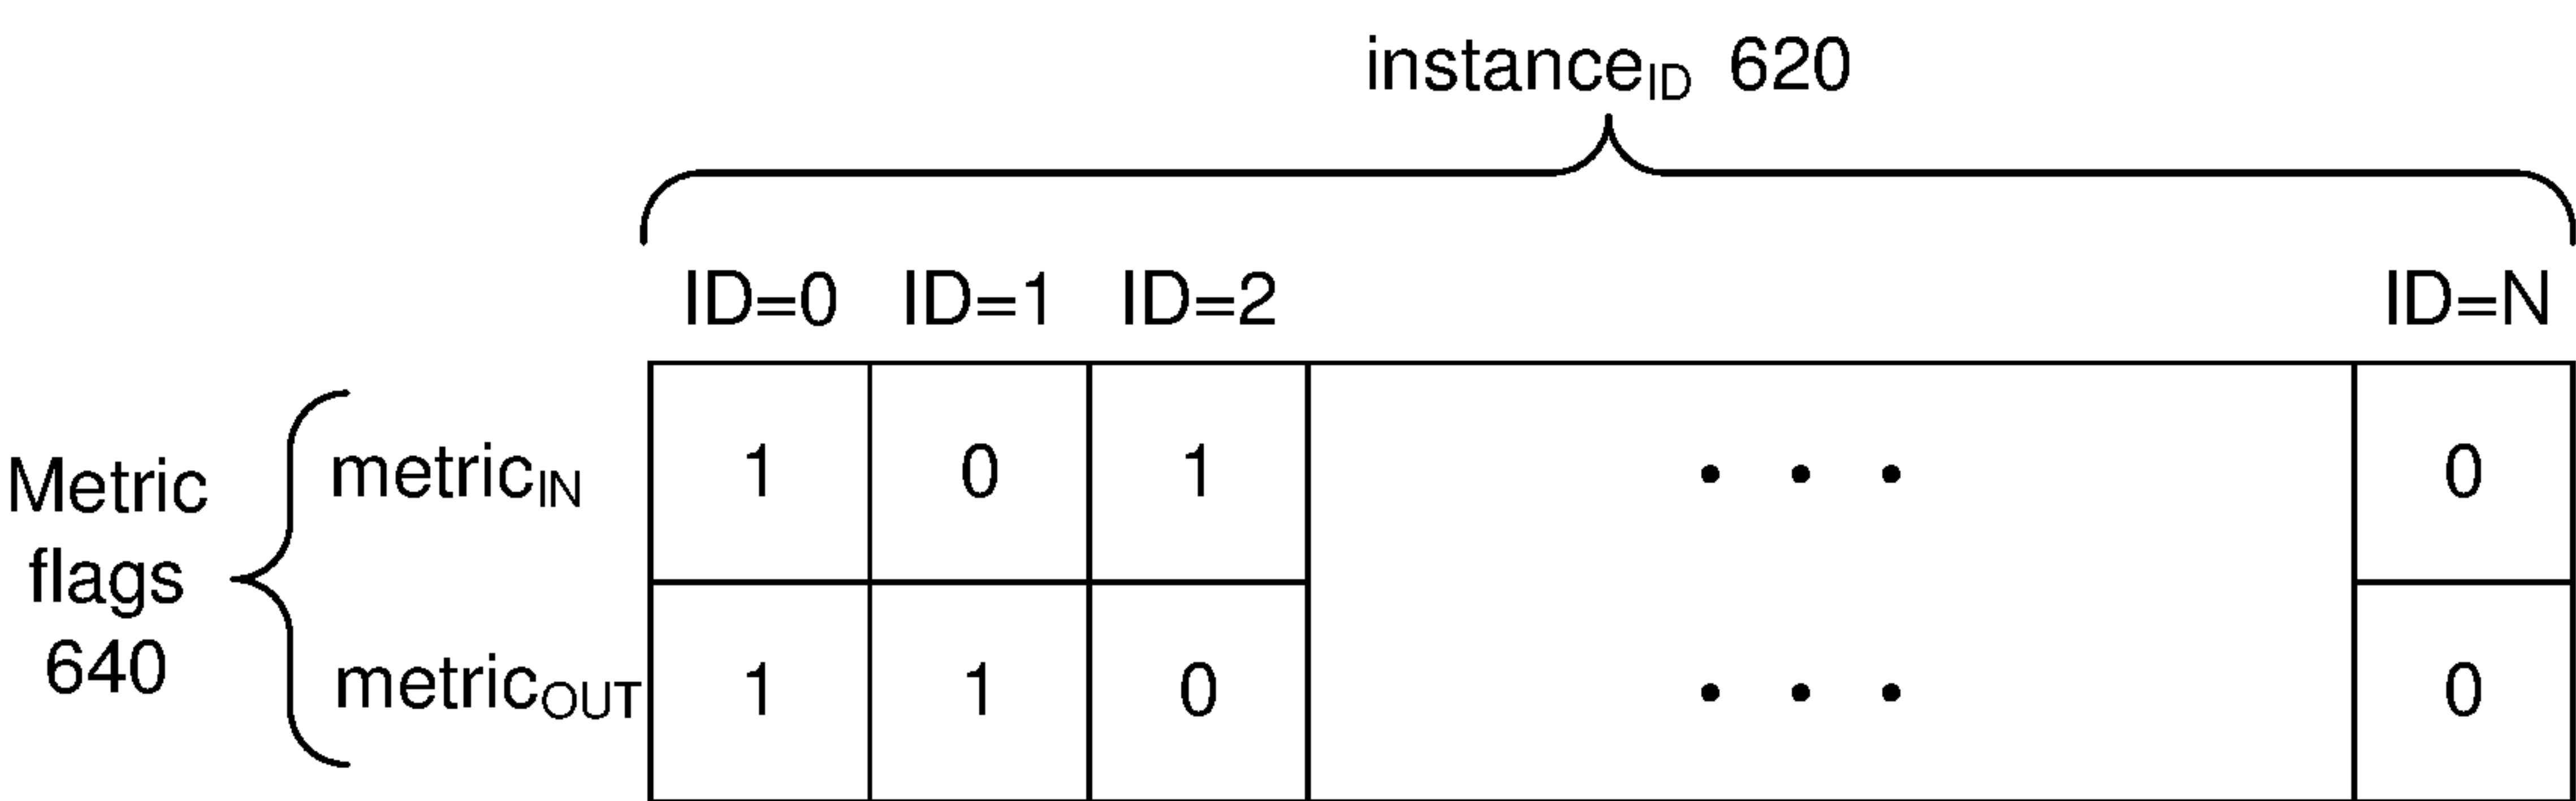 instanceID 620
ID=0 ID=1 ID=2 ID=N
Metric flags 640
metricIN 1 0 1 • • • 0
metricOUT 1 1 0 • • • 0